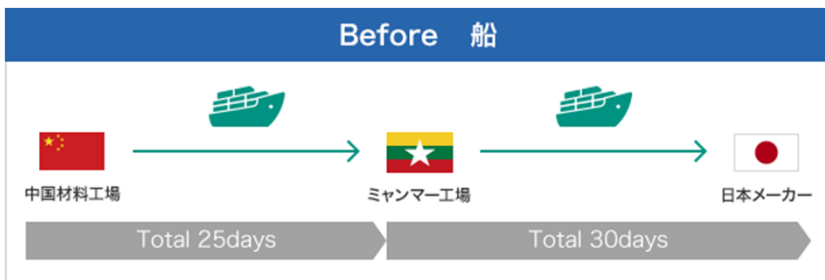 Before 船
中国材料工場
ミャンマー工場
日本メーカー
Total 25days
Total 30days